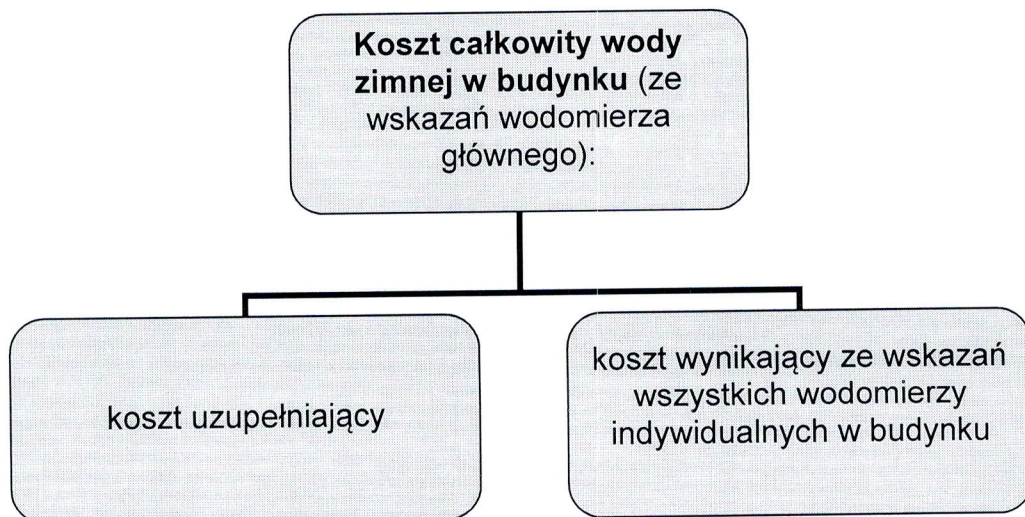 Koszt całkowity wody
zimnej w budynku (ze
wskazań wodomierza
głównego):
koszt uzupełniający
koszt wynikający ze wskazań
wszystkich wodomierzy
indywidualnych w budynku